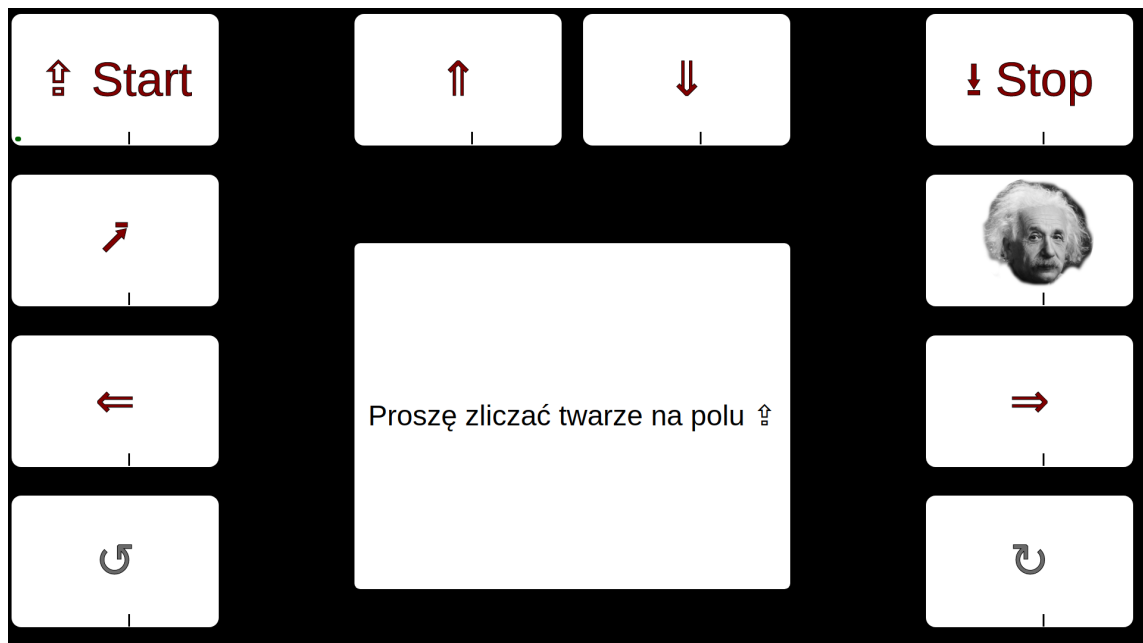 ⇪ Start
⇑
⇓
⭳ Stop
⭷
⇐
⇒
Proszę zliczać twarze na polu ⇪
↺
↻